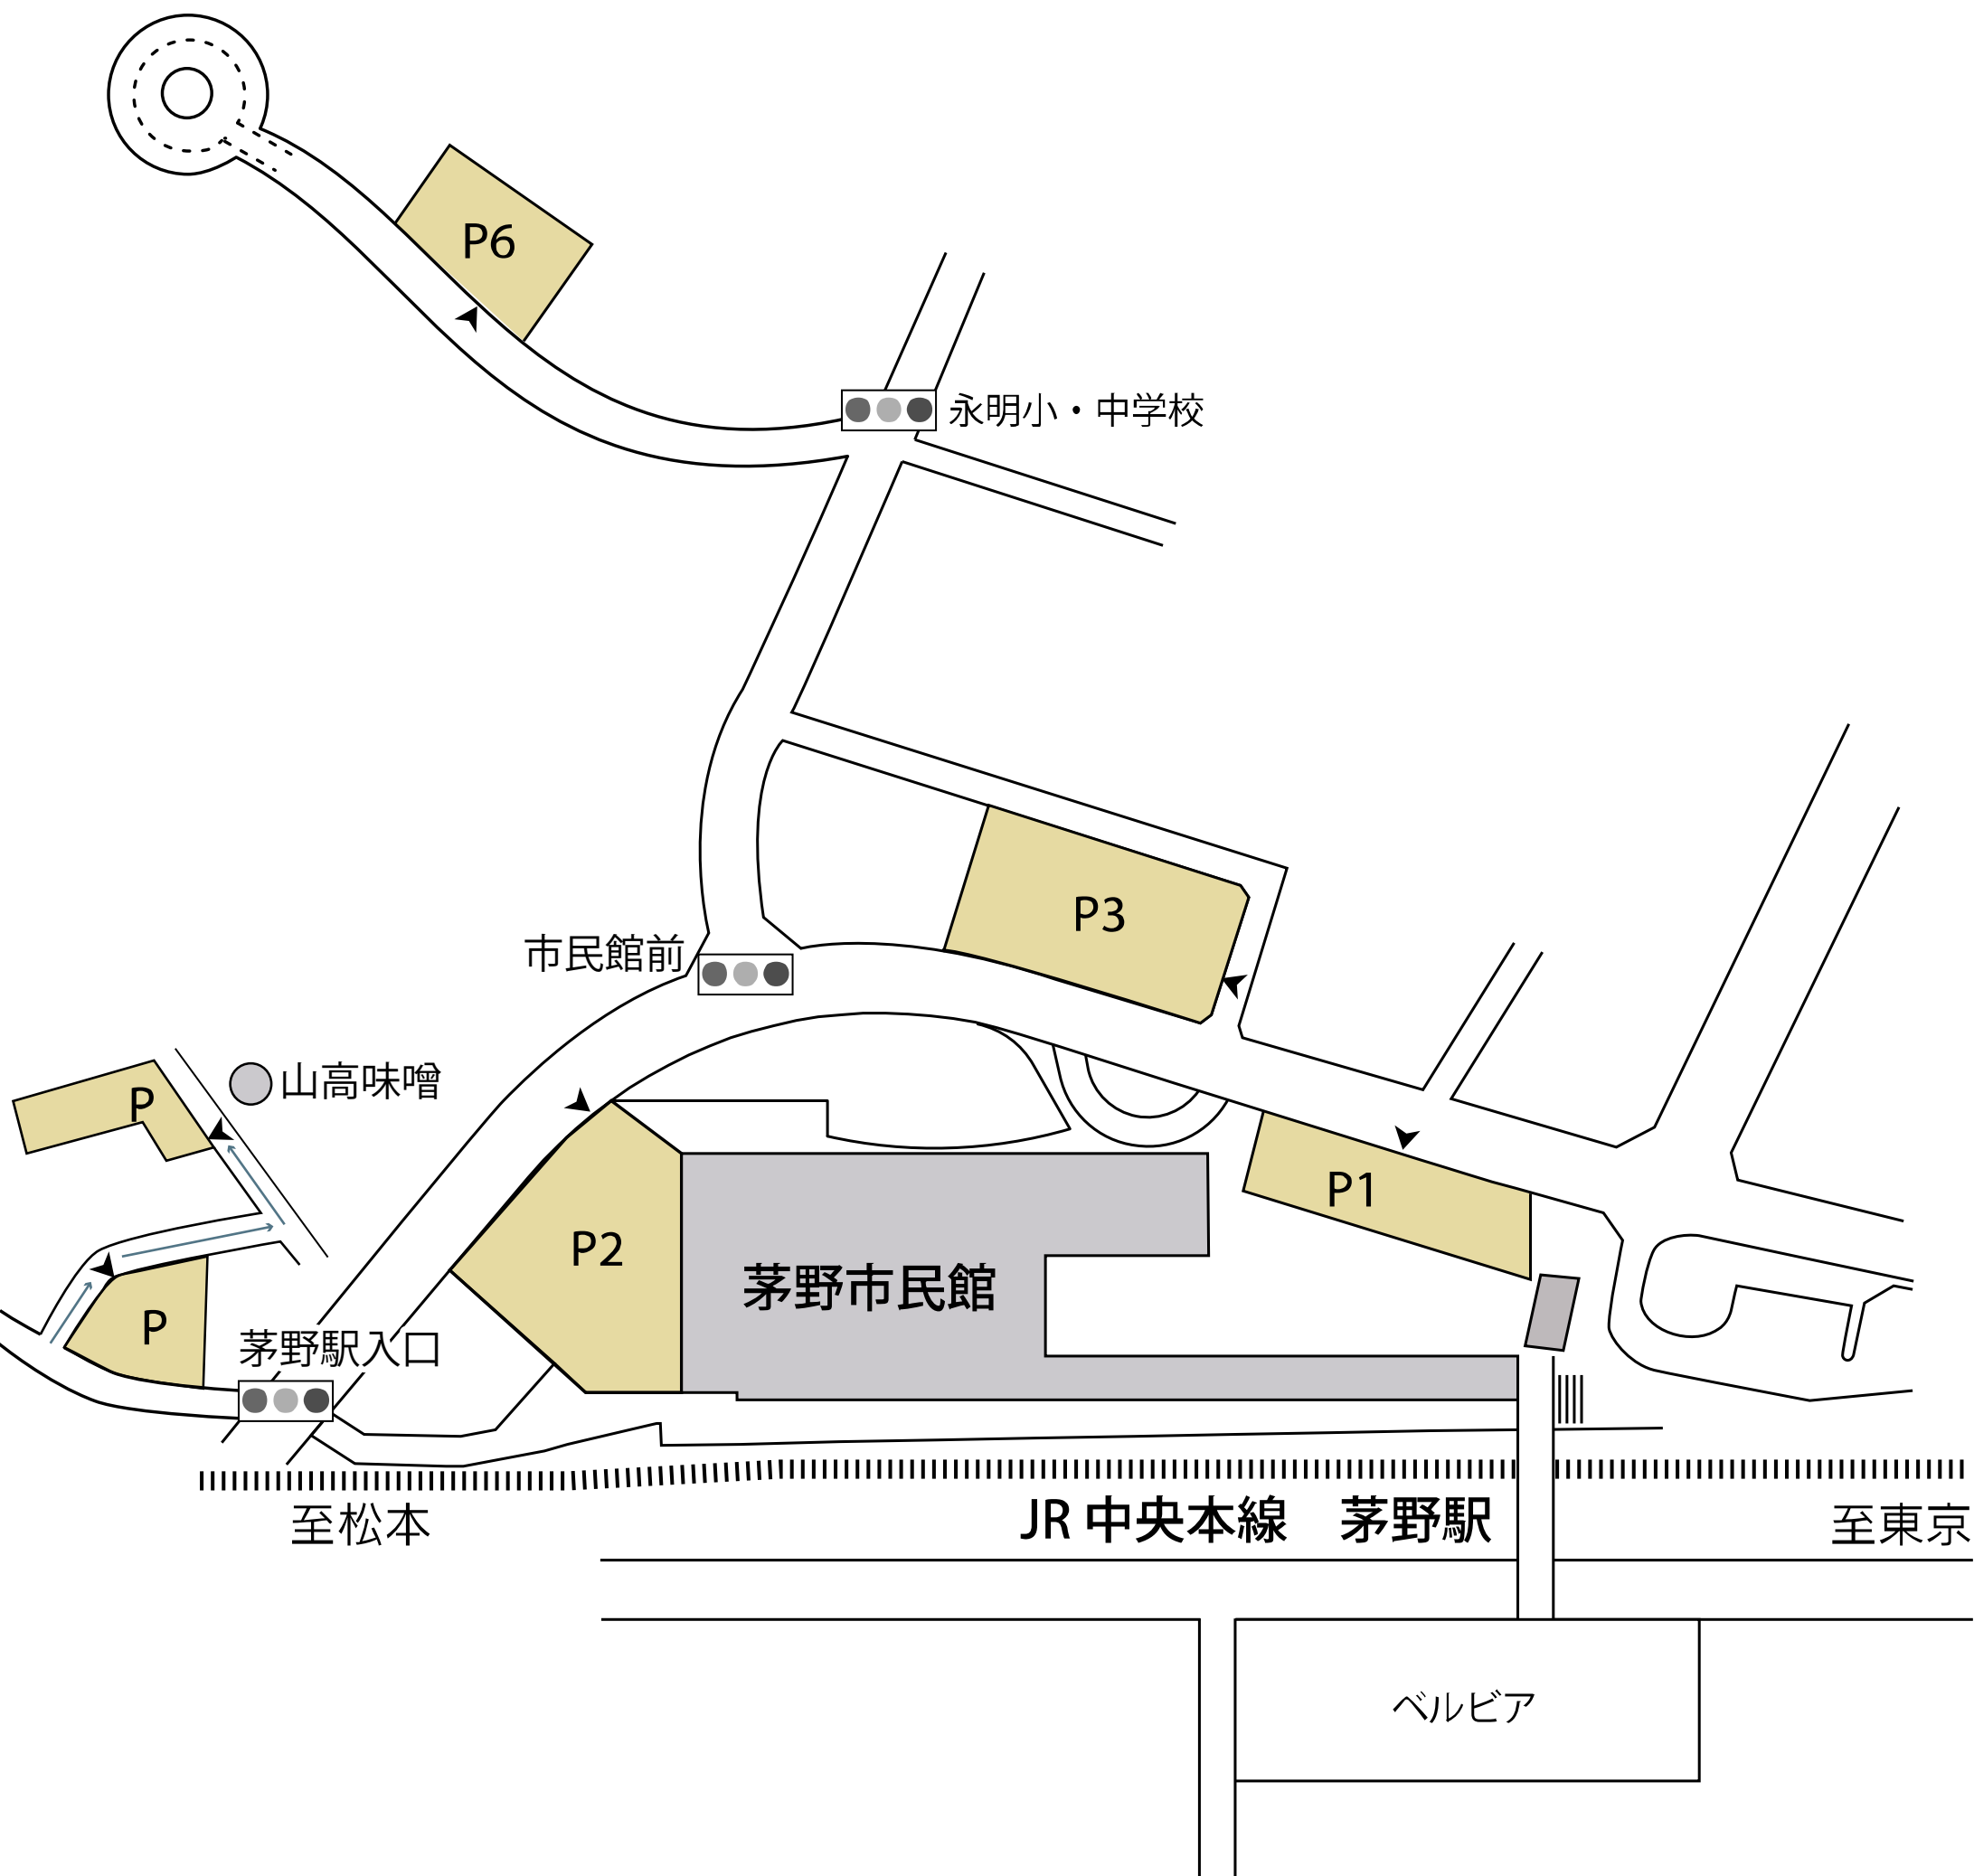 P6
永明小・中学校
P3
市民館前
山高味噌
P
P1
P2
茅野市民館
P
茅野駅入口
JR 中央本線　茅野駅
至松本
至東京
ベルビア